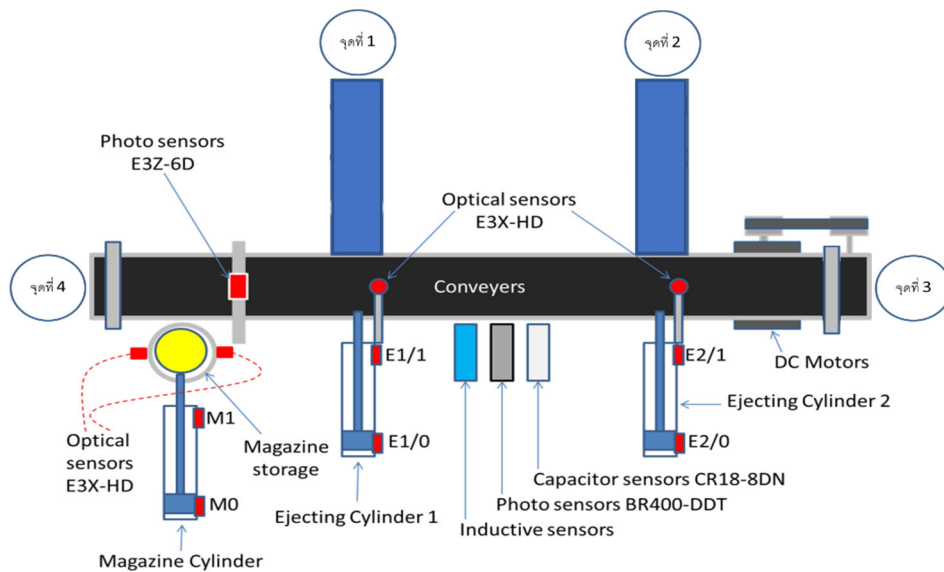 จุดที่ 1
จุดที่ 2
Photo sensors
E3Z-6D
Optical sensors
E3X-HD
จุดที่ 4
Conveyers
จุดที่ 3
E1/1
E2/1
DC Motors
M1
Ejecting Cylinder 2
Optical
sensors
E3X-HD
Magazine
storage
E1/0
E2/0
M0
Capacitor sensors CR18-8DN
Ejecting Cylinder 1
Photo sensors BR400-DDT
Inductive sensors
Magazine Cylinder